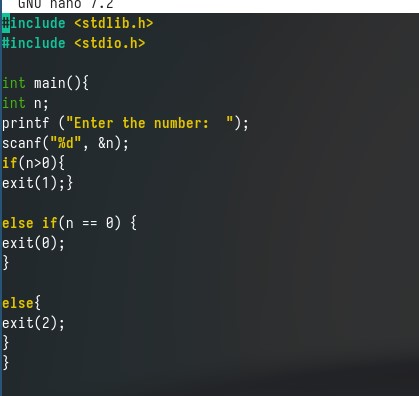 GNU nano 7.2
#include <stdlib.h>
#include <stdio.h>
int main(){
int n;
printf ("Enter the number:  ");
scanf("%d", &n);
if(n>0){
exit(1);}
else if(n == 0) {
exit(0);
}
else{
exit(2);
}
}